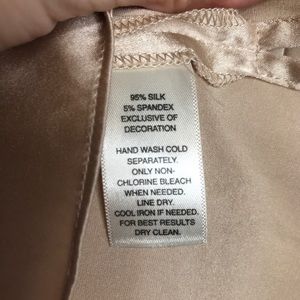 95% SILK
5% SPANDEX
EXCLUSIVE OF
DECORATION
HAND WASH COLD
SEPARATELY.
ONLY NON-
CHLORINE BLEACH
WHEN NEEDED.
LINE DRY.
COOL IRON IF NEEDED.
FOR BEST RESULTS
DRY CLEAN.